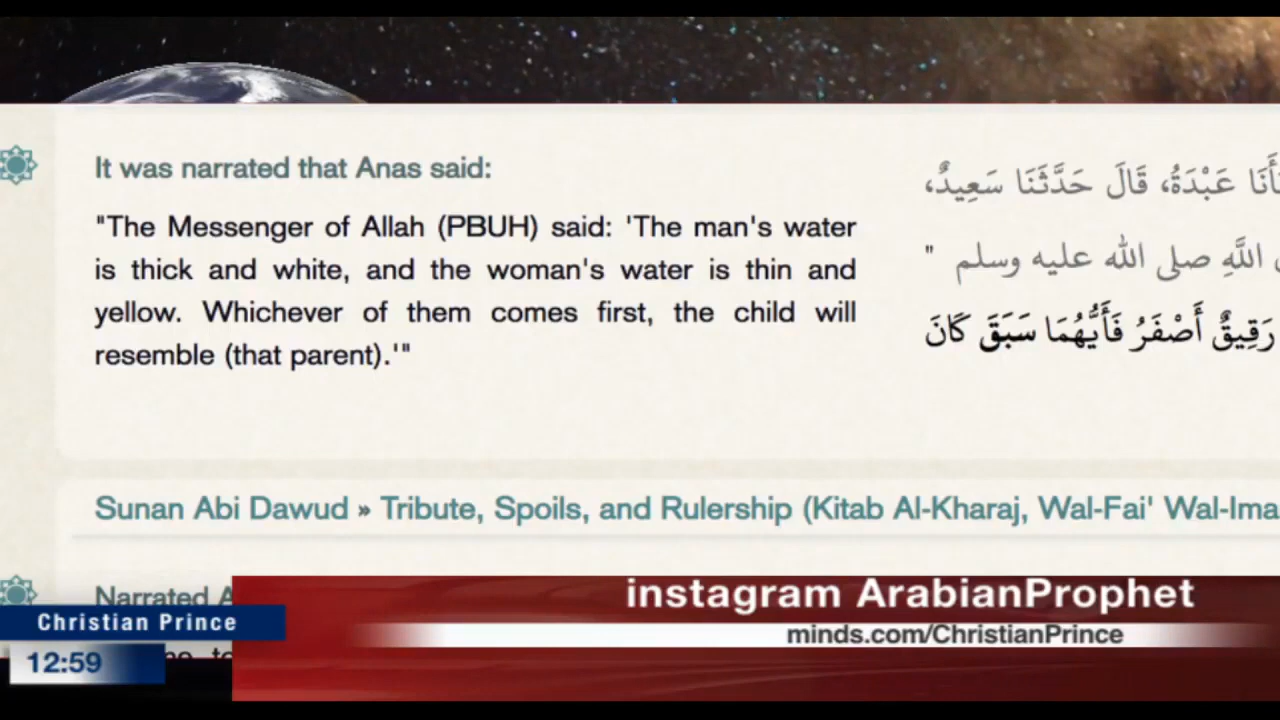 It was narrated that Anas said:
"The Messenger of Allah (PBUH) said: 'The man's water
is thick and white, and the woman's water is thin and
yellow. Whichever of them comes first, the child will
resemble (that parent).'"
عَبْدَةُ، قَالَ حَدَّثَنَا سَعِيدٌ،
اللَّهِ صلى الله عليه وسلم "
رَقِيقٌ أَصْفَرُ فَأَيُّهُمَا سَبَقَ كَانَ
Sunan Abi Dawud » Tribute, Spoils, and Rulership (Kitab Al-Kharaj, Wal-Fai' Wal-Ima
Narrated A
instagram ArabianProphet
minds.com/ChristianPrince
Christian Prince
12:59